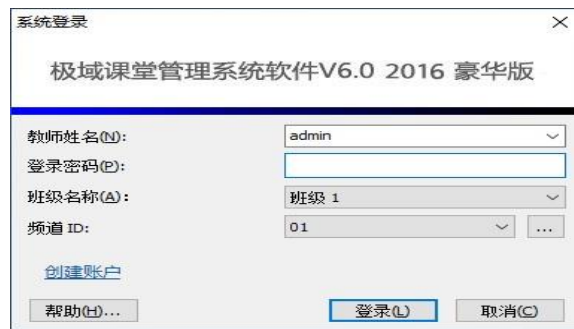 系统登录
极域课堂管理系统软件V6.0 2016 豪华版
教师姓名(N): admin
登录密码(P):
班级名称(A): 班级 1
频道 ID: 01 ...
创建账户
帮助(H)... 登录(L) 取消(C)